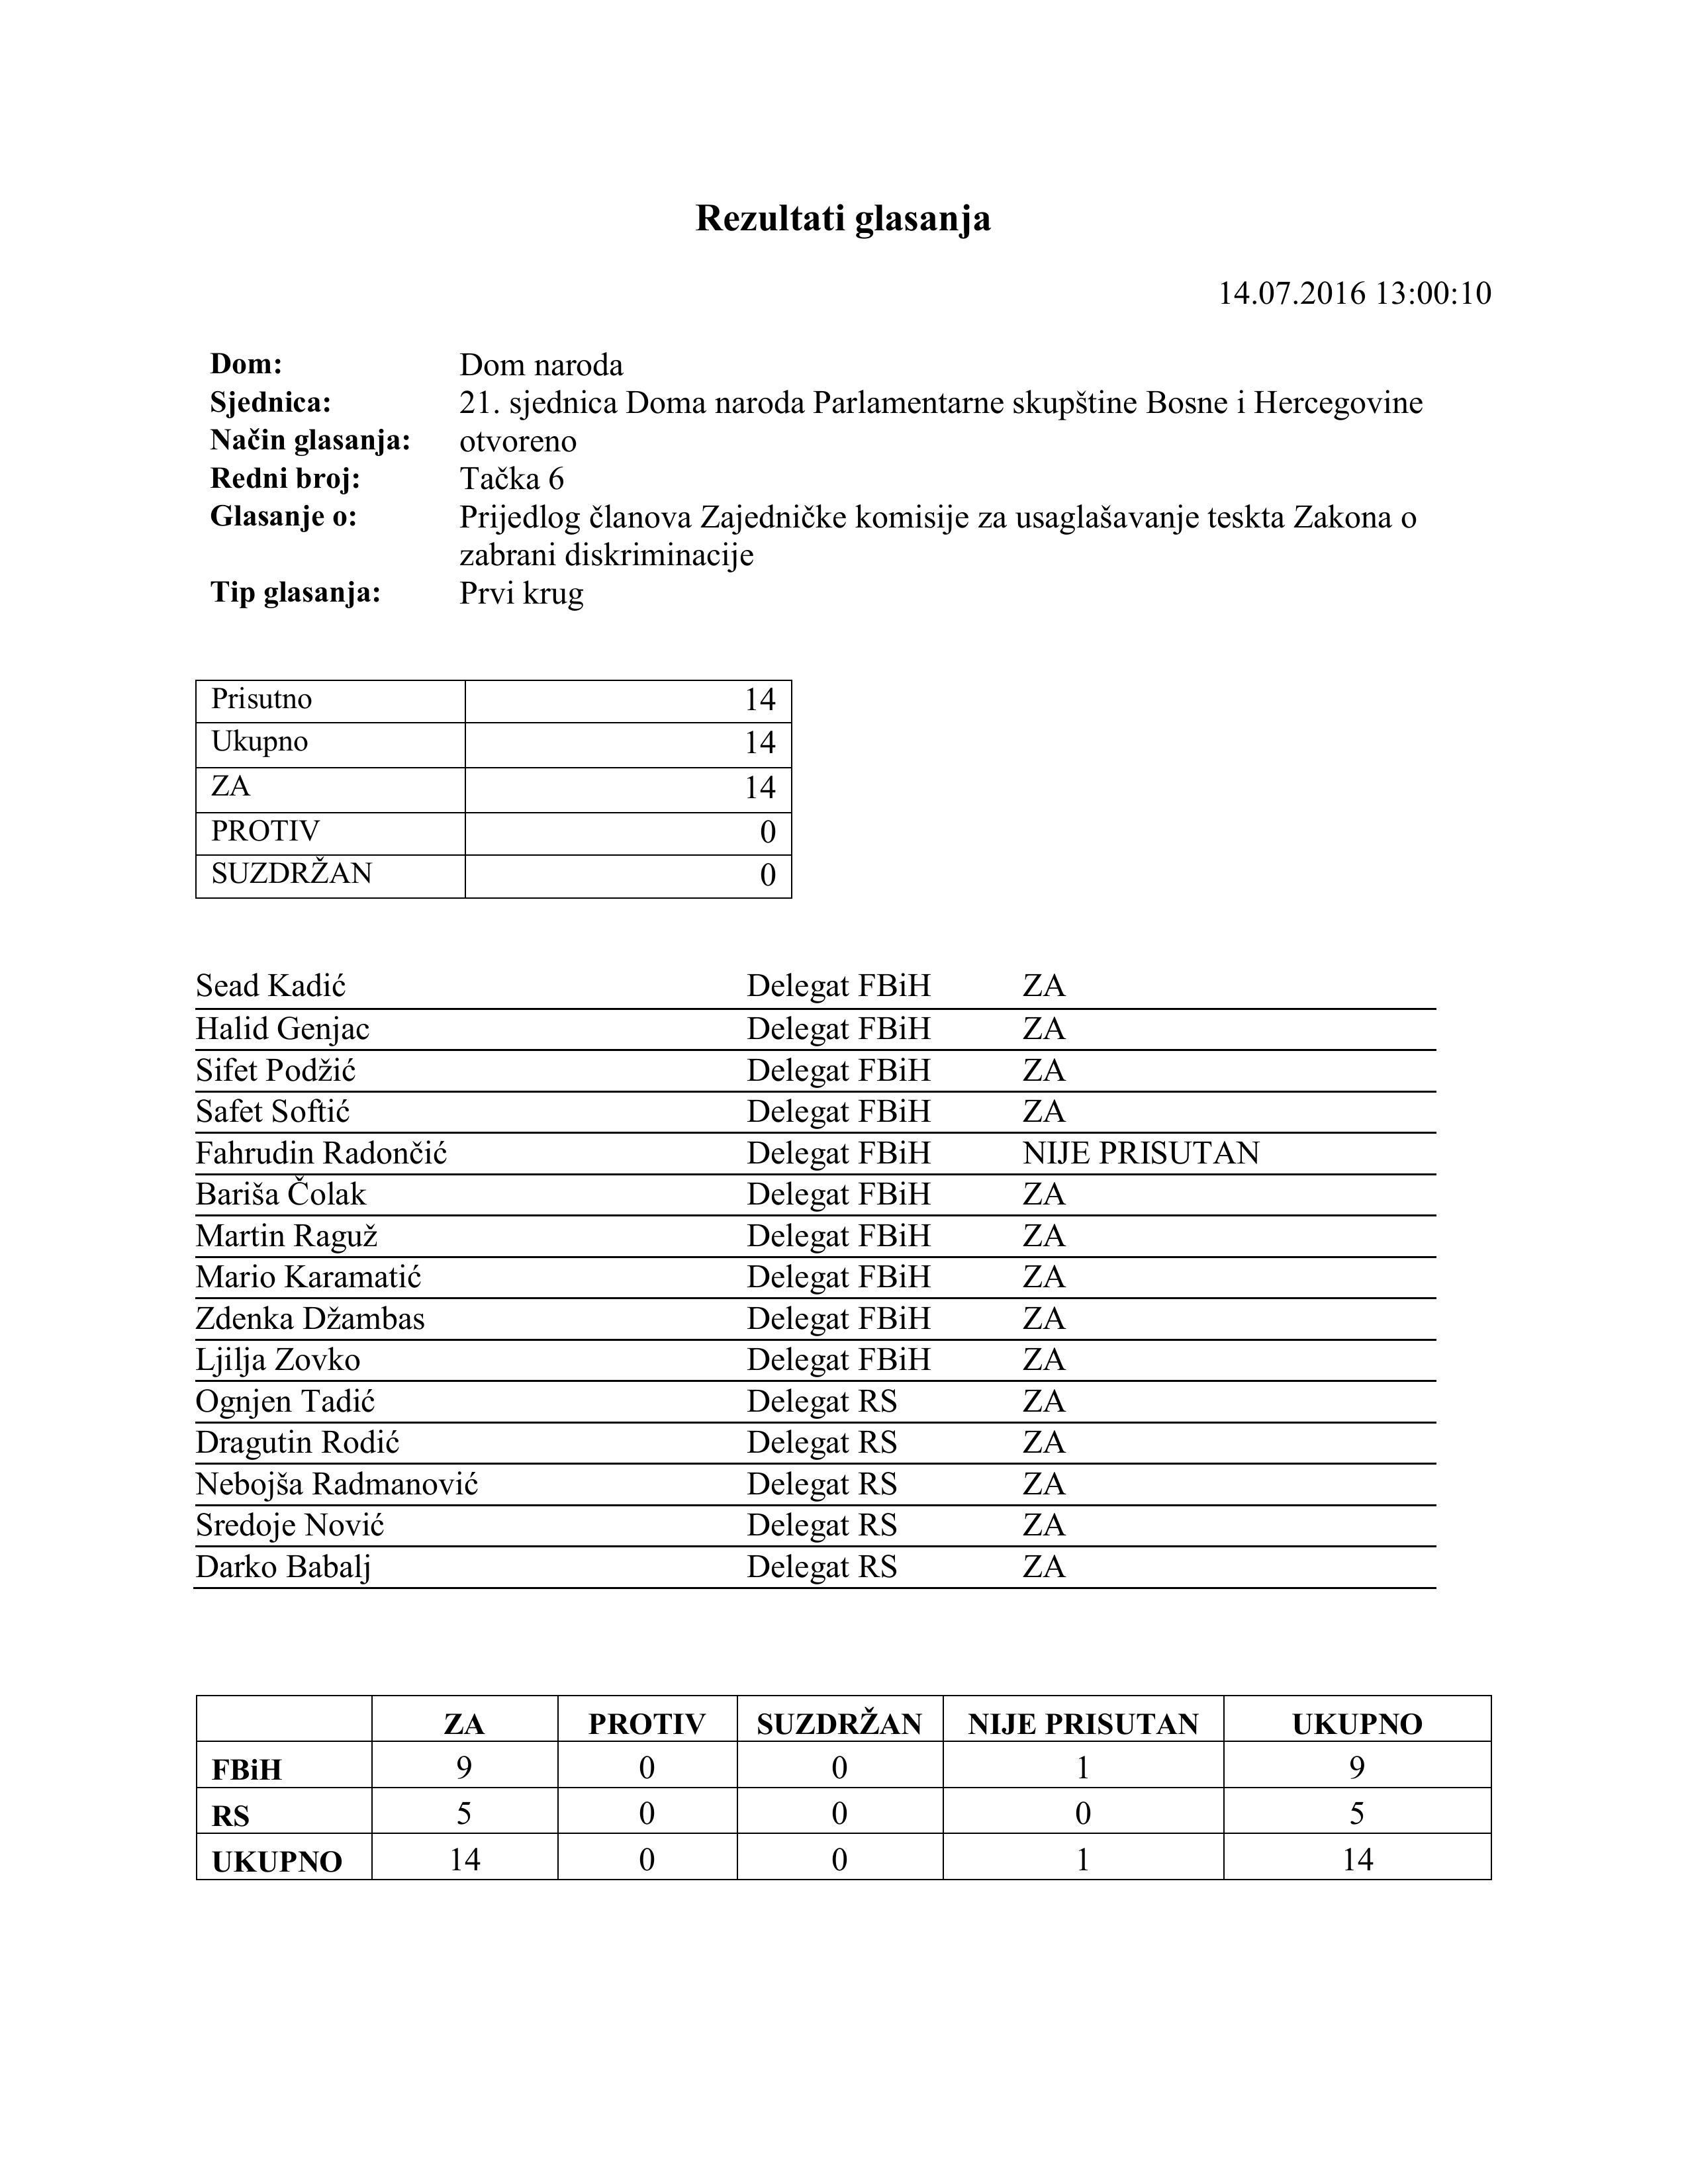 Rezultati glasanja
14.07.2016 13:00:10
Dom: Dom naroda
Sjednica: 21. sjednica Doma naroda Parlamentarne skupštine Bosne i Hercegovine
Način glasanja: otvoreno
Redni broj: Tačka 6
Glasanje o: Prijedlog članova Zajedničke komisije za usaglašavanje teskta Zakona o
zabrani diskriminacije
Tip glasanja: Prvi krug
Prisutno 14
Ukupno 14
ZA 14
PROTIV 0
SUZDRŽAN 0
Sead Kadić Delegat FBiH ZA
Halid Genjac Delegat FBiH ZA
Sifet Podžić Delegat FBiH ZA
Safet Softić Delegat FBiH ZA
Fahrudin Radončić Delegat FBiH NIJE PRISUTAN
Bariša Čolak Delegat FBiH ZA
Martin Raguž Delegat FBiH ZA
Mario Karamatić Delegat FBiH ZA
Zdenka Džambas Delegat FBiH ZA
Ljilja Zovko Delegat FBiH ZA
Ognjen Tadić Delegat RS ZA
Dragutin Rodić Delegat RS ZA
Nebojša Radmanović Delegat RS ZA
Sredoje Nović Delegat RS ZA
Darko Babalj Delegat RS ZA
ZA PROTIV SUZDRŽAN NIJE PRISUTAN UKUPNO
FBiH 9 0 0 1 9
RS 5 0 0 0 5
UKUPNO 14 0 0 1 14